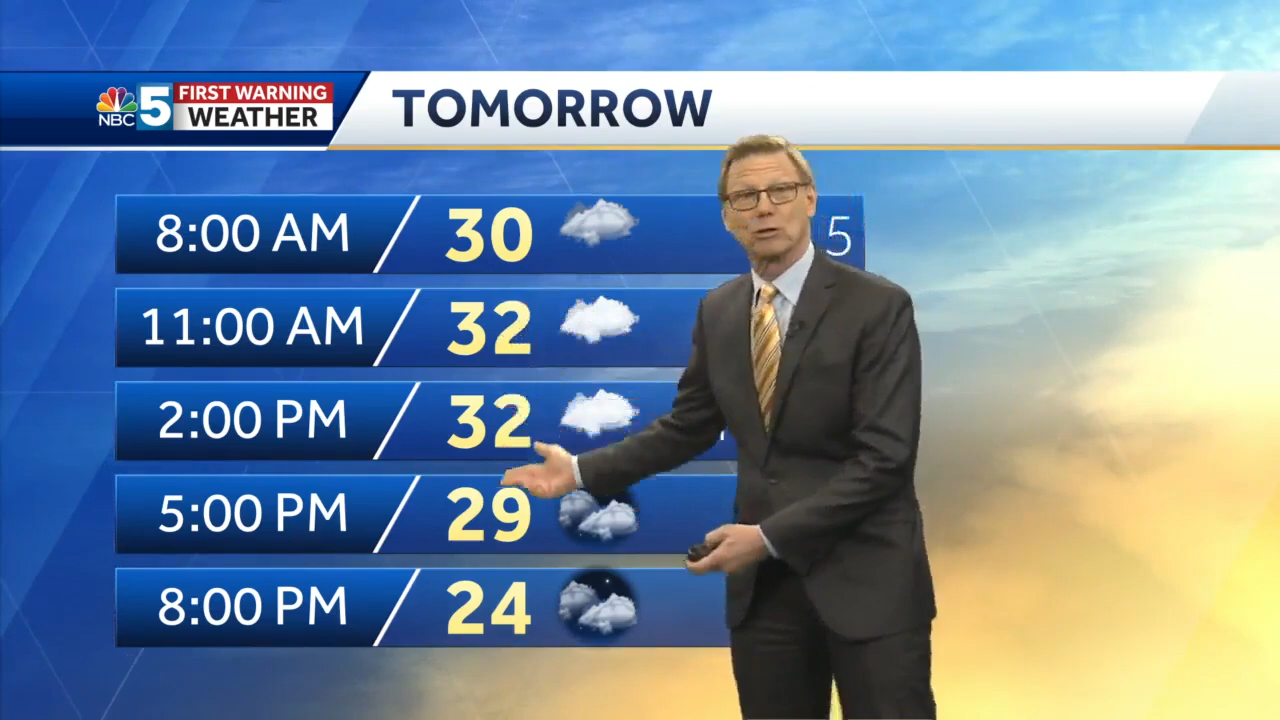 NBC 5 FIRST WARNING WEATHER
TOMORROW
8:00 AM 30 5
11:00 AM 32
2:00 PM 32
5:00 PM 29
8:00 PM 24